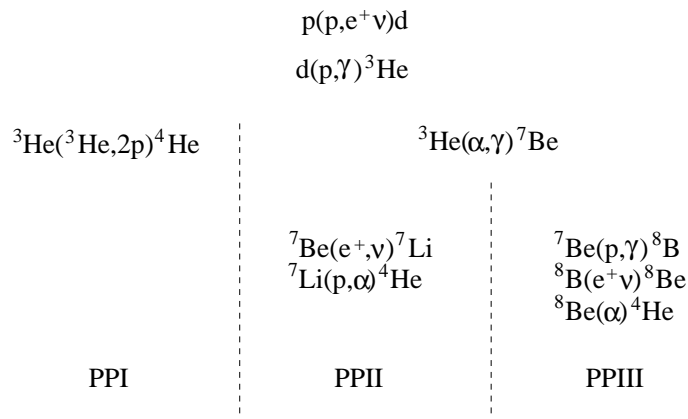 p(p,e⁺ν)d
d(p,γ)³He
³He(³He,2p)⁴He
³He(α,γ)⁷Be
⁷Be(e⁺,ν)⁷Li
⁷Li(p,α)⁴He
⁷Be(p,γ)⁸B
⁸B(e⁺ν)⁸Be
⁸Be(α)⁴He
PPI
PPII
PPIII